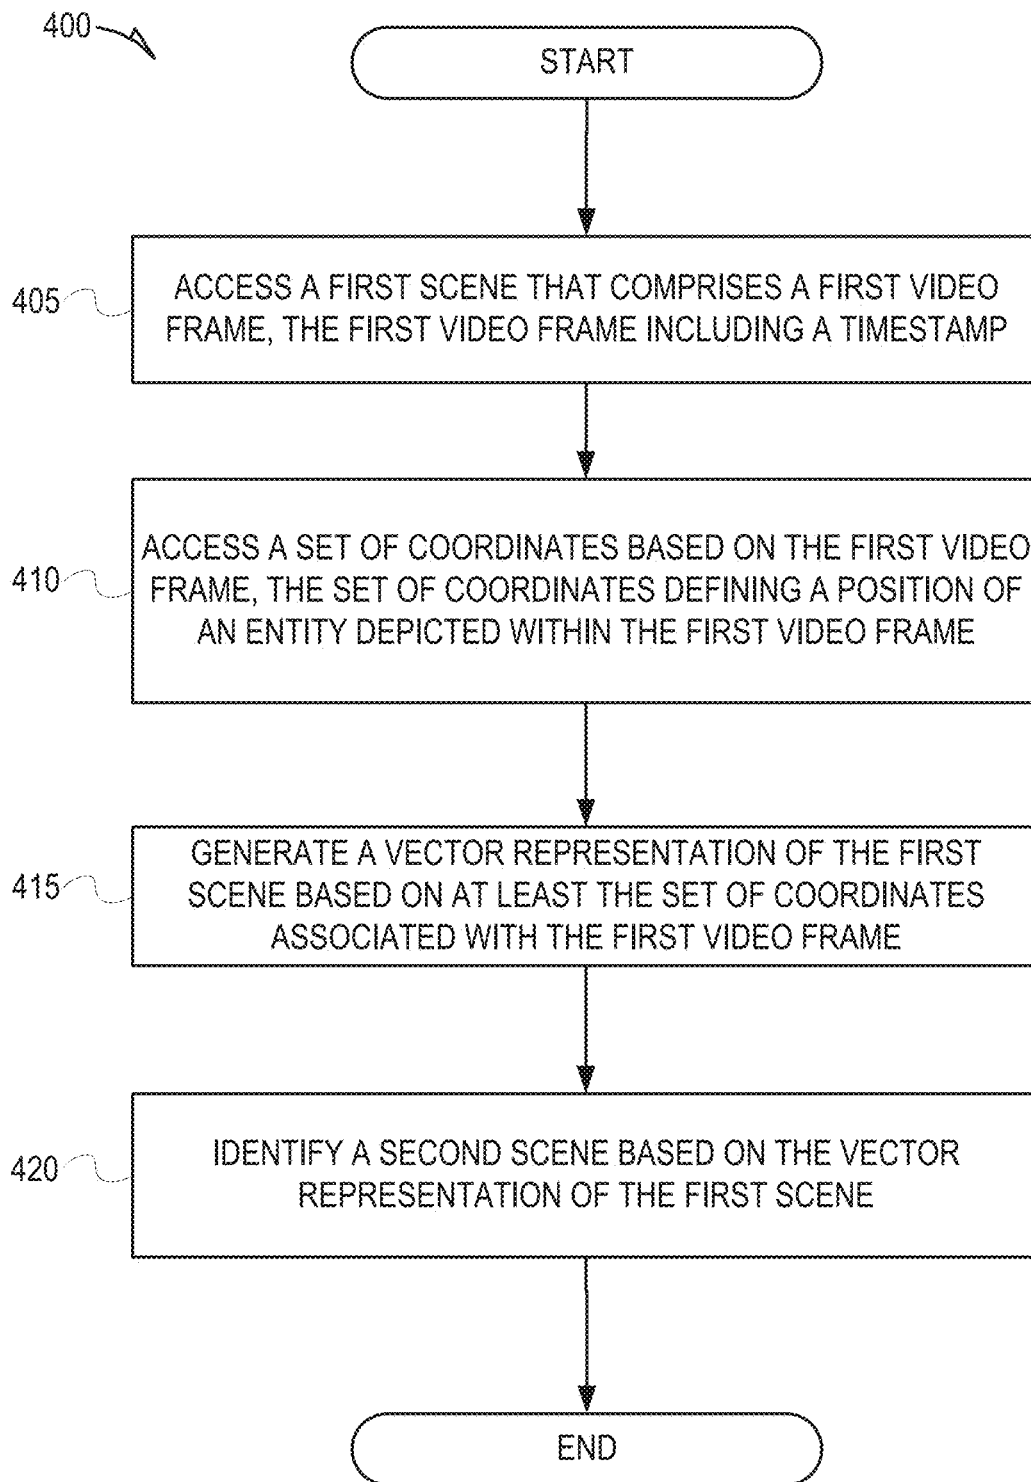 400
START
405
ACCESS A FIRST SCENE THAT COMPRISES A FIRST VIDEO
FRAME, THE FIRST VIDEO FRAME INCLUDING A TIMESTAMP
410
ACCESS A SET OF COORDINATES BASED ON THE FIRST VIDEO
FRAME, THE SET OF COORDINATES DEFINING A POSITION OF
AN ENTITY DEPICTED WITHIN THE FIRST VIDEO FRAME
415
GENERATE A VECTOR REPRESENTATION OF THE FIRST
SCENE BASED ON AT LEAST THE SET OF COORDINATES
ASSOCIATED WITH THE FIRST VIDEO FRAME
420
IDENTIFY A SECOND SCENE BASED ON THE VECTOR
REPRESENTATION OF THE FIRST SCENE
END